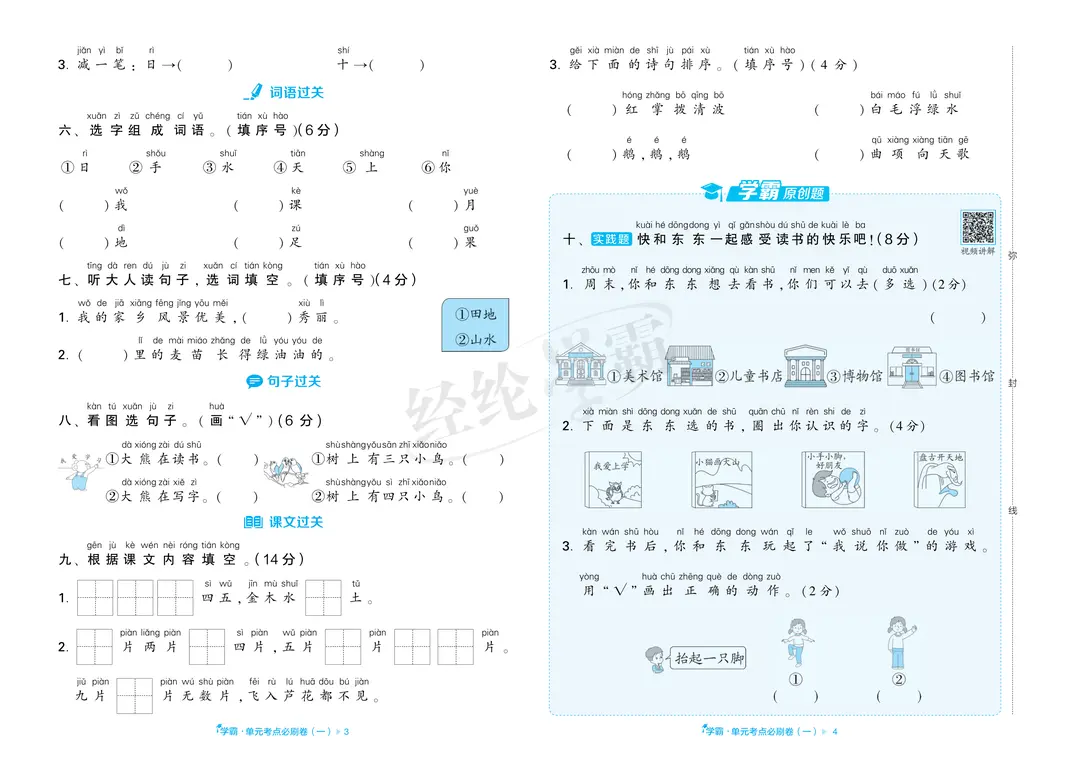 jiǎn yì bǐ rì shí
3. 减一笔：日→( ) 十→( )
词语过关
xuǎn zì zǔ chéng cí yǔ tián xù hào
六、选字组成词语。(填序号)(6分)
rì shǒu shuǐ tiān shàng nǐ
①日 ②手 ③水 ④天 ⑤上 ⑥你
wǒ kè yuè
( )我 ( )课 ( )月
dì zú guǒ
( )地 ( )足 ( )果
tīng dà ren dú jù zi xuǎn cí tián kòng tián xù hào
七、听大人读句子，选词填空。(填序号)(4分)
wǒ de jiā xiāng fēng jǐng yōu měi xiù lì
1. 我的家乡风景优美，( )秀丽。
①田地
②山水
lǐ de mài miáo zhǎng de lǜ yóu yóu de
2. ( )里的麦苗长得绿油油的。
句子过关
kàn tú xuǎn jù zi huà
八、看图选句子。(画“√”)(6分)
dà xióng zài dú shū shù shàng yǒu sān zhī xiǎo niǎo
我 爱 学 习
①大熊在读书。( ) ①树上有三只小鸟。( )
dà xióng zài xiě zì shù shàng yǒu sì zhī xiǎo niǎo
②大熊在写字。( ) ②树上有四只小鸟。( )
课文过关
gēn jù kè wén nèi róng tián kòng
九、根据课文内容填空。(14分)
sì wǔ jīn mù shuǐ tǔ
1. 四五，金木水 土。
piàn liǎng piàn sì piàn wǔ piàn piàn piàn
2. 片两片 四片，五片 片 片。
jiǔ piàn piàn wú shù piàn fēi rù lú huā dōu bú jiàn
九片 片无数片，飞入芦花都不见。
学霸·单元考点必刷卷（一） 3
gěi xià miàn de shī jù pái xù tián xù hào
3. 给下面的诗句排序。(填序号)(4分)
hóng zhǎng bō qīng bō bái máo fú lǜ shuǐ
( )红掌拨清波 ( )白毛浮绿水
é é é qū xiàng xiàng tiān gē
( )鹅，鹅，鹅 ( )曲项向天歌
学霸 原创题
kuài hé dōng dong yì qǐ gǎn shòu dú shū de kuài lè ba
十、实践题 快和东东一起感受读书的快乐吧！(8分)
视频讲解
zhōu mò nǐ hé dōng dong xiǎng qù kàn shū nǐ men kě yǐ qù duō xuǎn
1. 周末，你和东东想去看书，你们可以去(多选)(2分)
( )
①美术馆 ②儿童书店 ③博物馆 ④图书馆
xià miàn shì dōng dong xuǎn de shū quān chū nǐ rèn shi de zì
2. 下面是东东选的书，圈出你认识的字。(4分)
我爱上学 小猫画天山 小手小脚，好朋友 盘古开天地
kàn wán shū hòu nǐ hé dōng dong wán qǐ le wǒ shuō nǐ zuò de yóu xì
3. 看完书后，你和东东玩起了“我说你做”的游戏。
yòng huà chū zhèng què de dòng zuò
用“√”画出正确的动作。(2分)
抬起一只脚
① ②
( ) ( )
学霸·单元考点必刷卷（一） 4
弥
封
线
经纶学霸